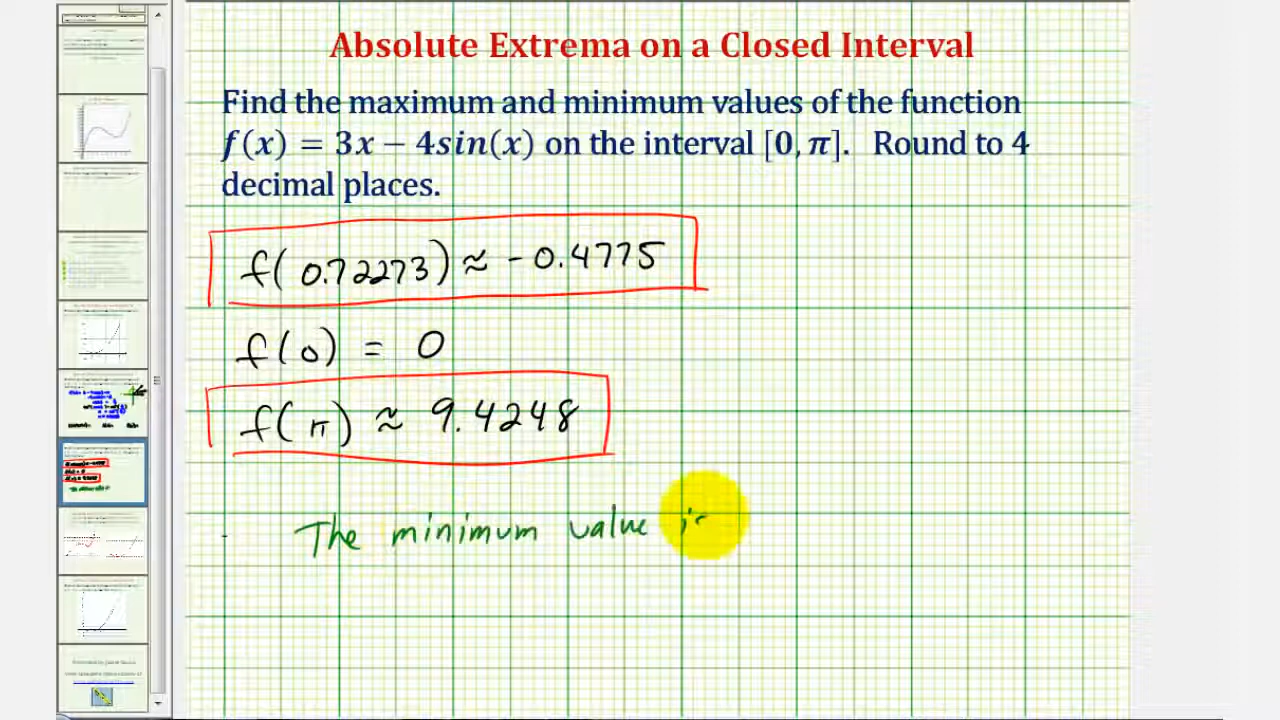 Absolute Extrema on a Closed Interval
Find the maximum and minimum values of the function
f(x) = 3x − 4sin(x) on the interval [0, π]. Round to 4
decimal places.
f(0.72273) ≈ -0.4775
f(0) = 0
f(π) ≈ 9.4248
The minimum value is